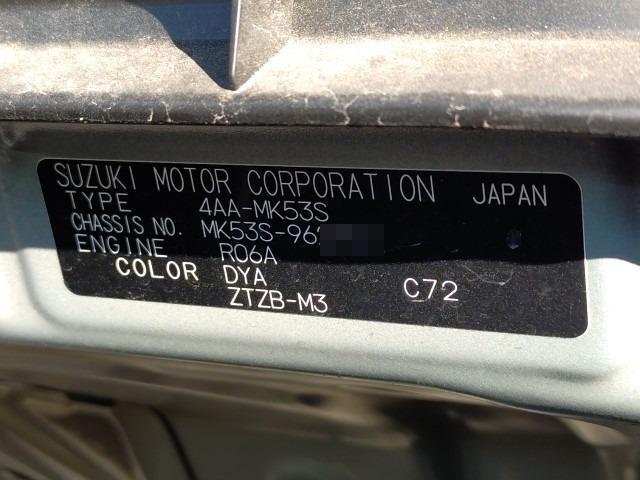 SUZUKI MOTOR CORPORATION JAPAN
TYPE 4AA-MK53S
CHASSIS NO. MK53S-96
ENGINE R06A
COLOR DYA
ZTZB-M3 C72